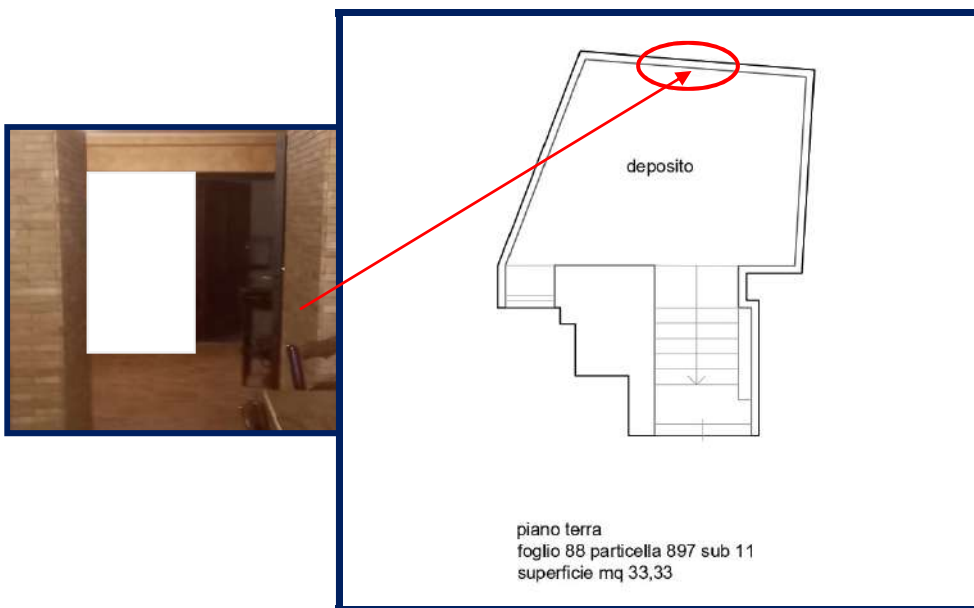 deposito
piano terra
foglio 88 particella 897 sub 11
superficie mq 33,33